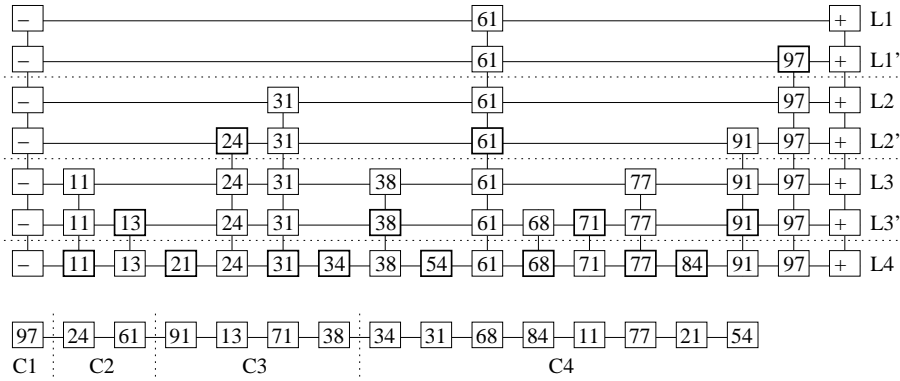 − 61 + L1
− 61 97 + L1'
− 31 61 97 + L2
− 24 31 61 91 97 + L2'
− 11 24 31 38 61 77 91 97 + L3
− 11 13 24 31 38 61 68 71 77 91 97 + L3'
− 11 13 21 24 31 34 38 54 61 68 71 77 84 91 97 + L4
97 24 61 91 13 71 38 34 31 68 84 11 77 21 54
C1 C2 C3 C4